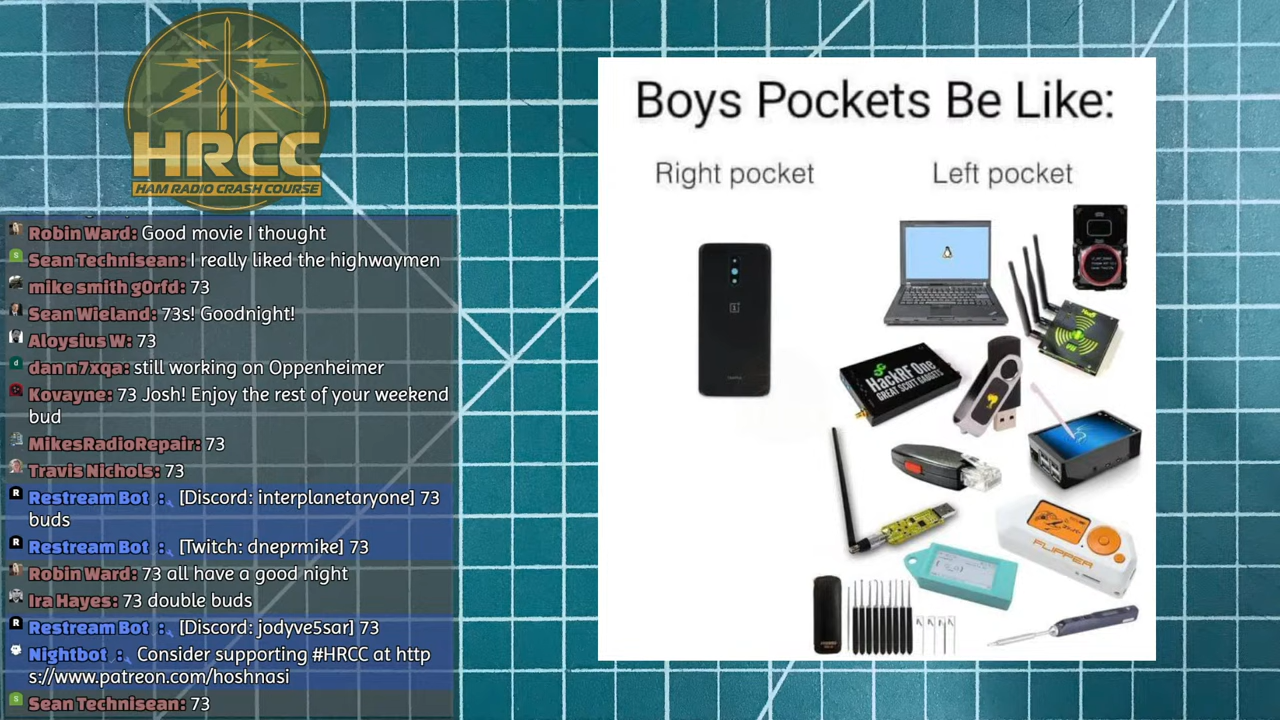 HRCC
HAM RADIO CRASH COURSE
Robin Ward: Good movie I thought
Sean Technisean: I really liked the highwaymen
mike smith g0rfd: 73
Sean Wieland: 73s! Goodnight!
Aloysius W: 73
dan n7xqa: still working on Oppenheimer
Kovayne: 73 Josh! Enjoy the rest of your weekend
bud
MikesRadioRepair: 73
Travis Nichols: 73
Restream Bot : [Discord: interplanetaryone] 73
buds
Restream Bot : [Twitch: dneprmike] 73
Robin Ward: 73 all have a good night
Ira Hayes: 73 double buds
Restream Bot : [Discord: jodyve5sar] 73
Nightbot : Consider supporting #HRCC at http
s://www.patreon.com/hoshnasi
Sean Technisean: 73
Boys Pockets Be Like:
Right pocket
Left pocket
HackRF One
GREAT SCOTT GADGETS
FLIPPER